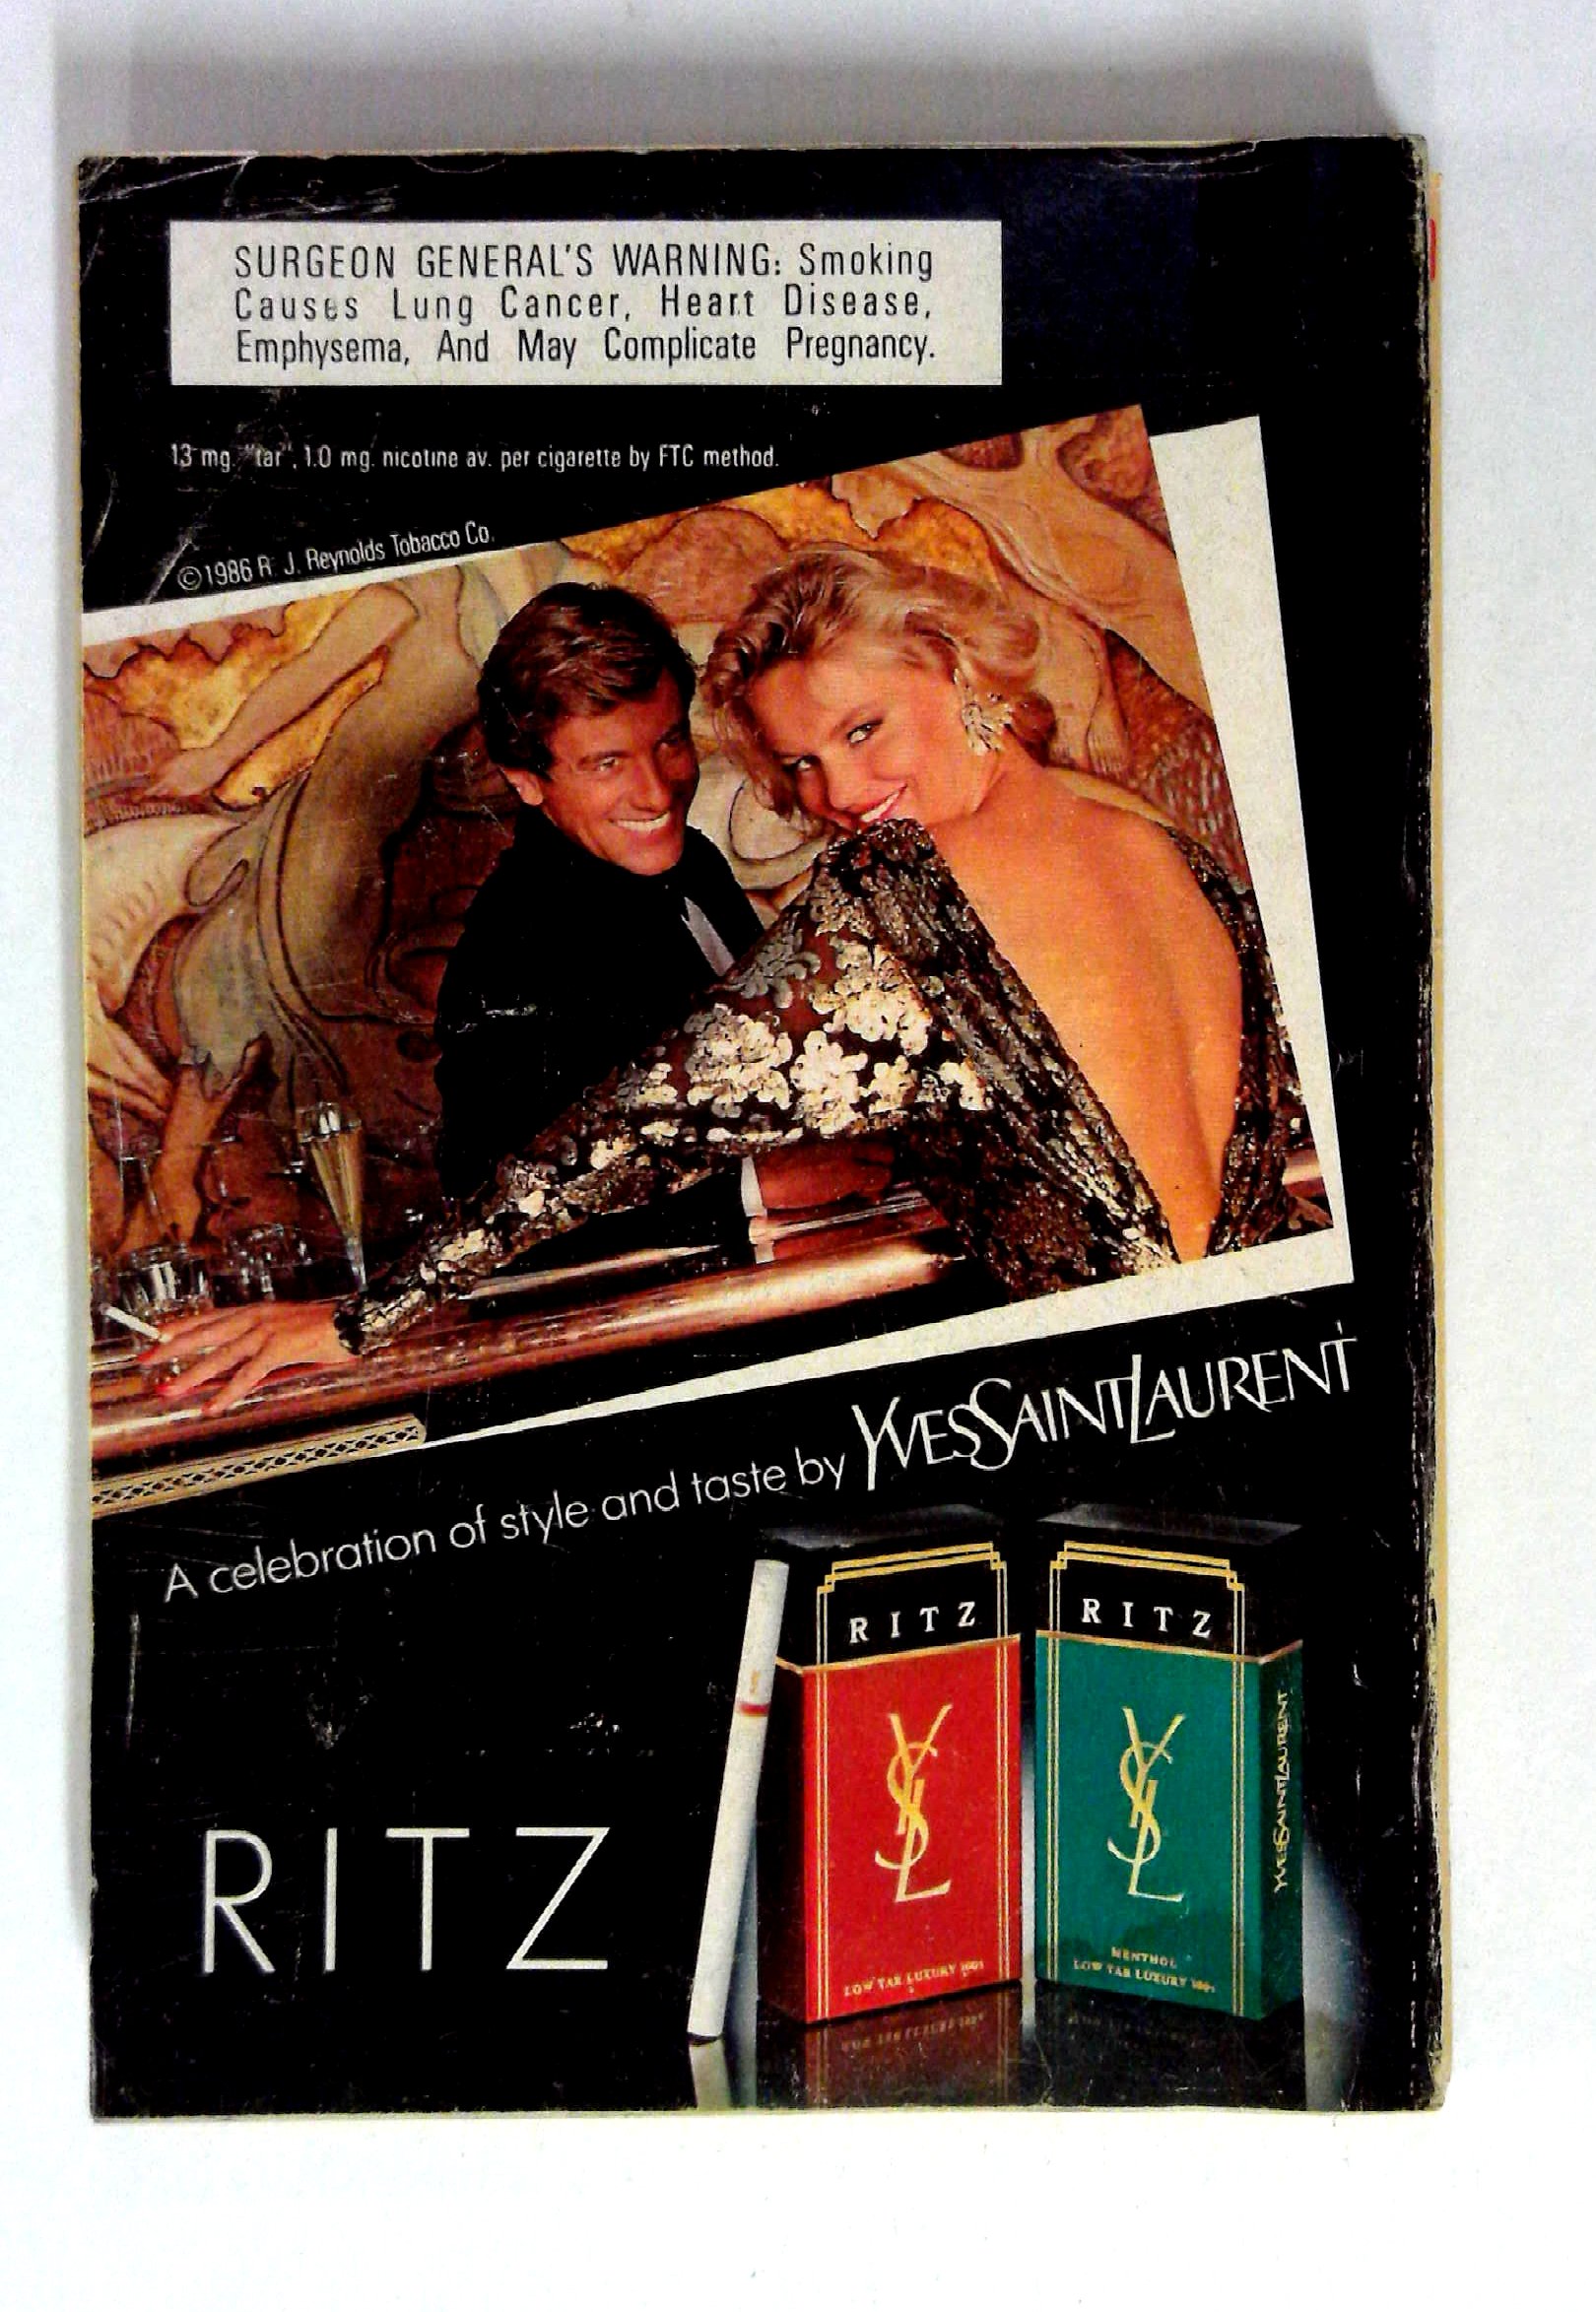 SURGEON GENERAL'S WARNING: Smoking
Causes Lung Cancer, Heart Disease,
Emphysema, And May Complicate Pregnancy.
13 mg. "tar", 1.0 mg. nicotine av. per cigarette by FTC method.
©1986 R. J. Reynolds Tobacco Co.
A celebration of style and taste by YVESSAINTLAURENT
RITZ
RITZ
YSL
LOW TAR LUXURY 100s
RITZ
YSL
MENTHOL
LOW TAR LUXURY 100s
YVESSAINTLAURENT